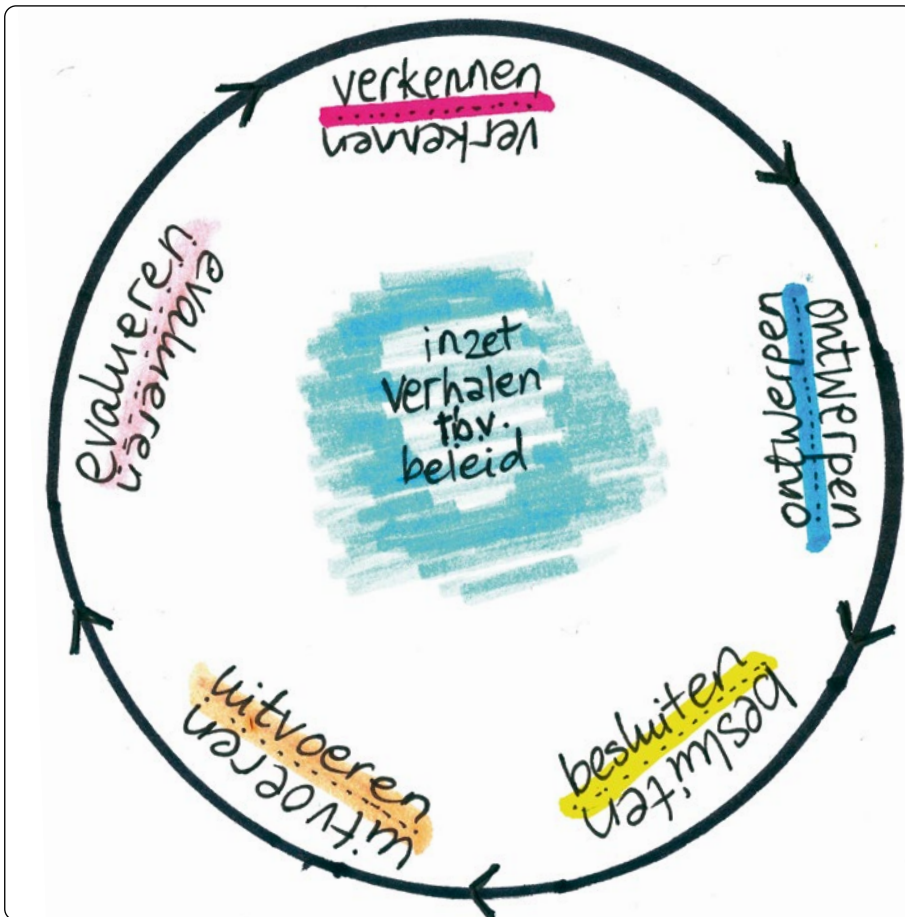 verkennen
verkennen
ontwerpen
ontwerpen
besluiten
besluiten
uitvoeren
uitvoeren
evalueren
evalueren
inzet
verhalen
t.b.v.
beleid